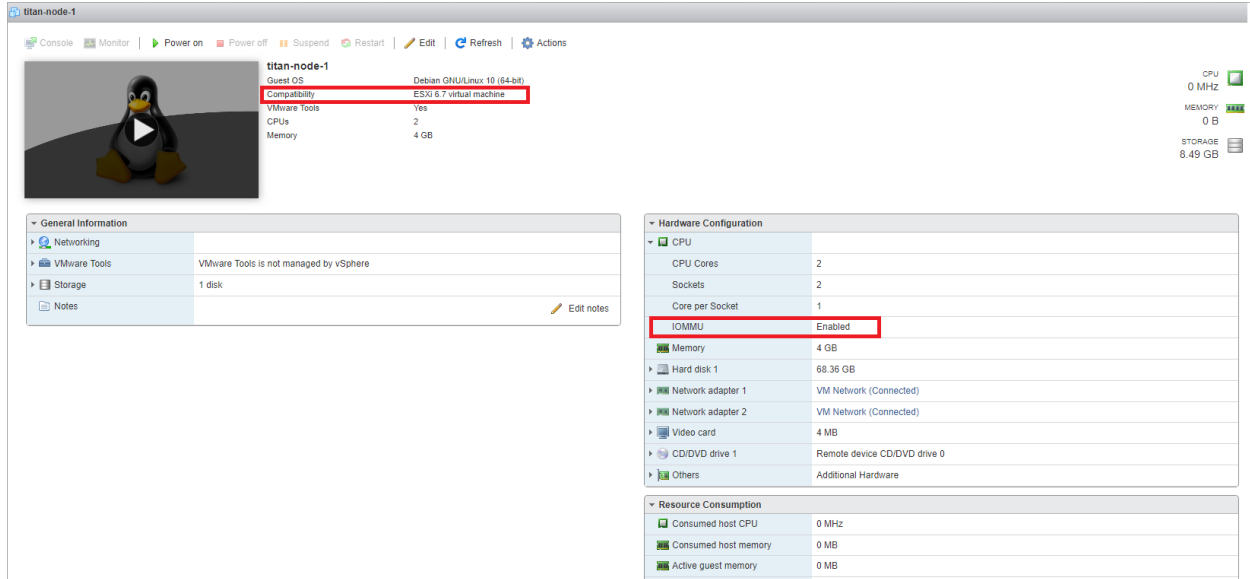 titan-node-1
Console Monitor Power on Power off Suspend Restart Edit Refresh Actions
titan-node-1
Guest OS Debian GNU/Linux 10 (64-bit)
Compatibility ESXi 6.7 virtual machine
VMware Tools Yes
CPUs 2
Memory 4 GB
CPU
0 MHz
MEMORY
0 B
STORAGE
8.49 GB
General Information
Networking
VMware Tools VMware Tools is not managed by vSphere
Storage 1 disk
Notes Edit notes
Hardware Configuration
CPU
CPU Cores 2
Sockets 2
Core per Socket 1
IOMMU Enabled
Memory 4 GB
Hard disk 1 68.36 GB
Network adapter 1 VM Network (Connected)
Network adapter 2 VM Network (Connected)
Video card 4 MB
CD/DVD drive 1 Remote device CD/DVD drive 0
Others Additional Hardware
Resource Consumption
Consumed host CPU 0 MHz
Consumed host memory 0 MB
Active guest memory 0 MB